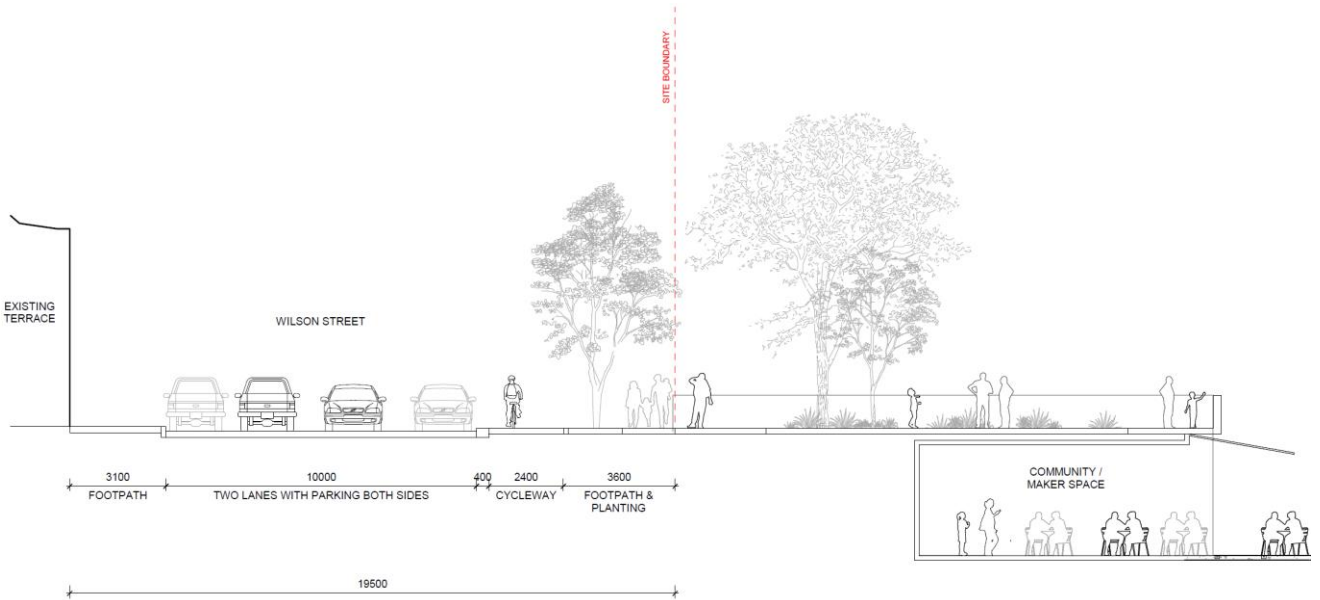 SITE BOUNDARY
EXISTING
TERRACE
WILSON STREET
COMMUNITY /
MAKER SPACE
3100
FOOTPATH
10000
TWO LANES WITH PARKING BOTH SIDES
400
2400
CYCLEWAY
3600
FOOTPATH &
PLANTING
19500